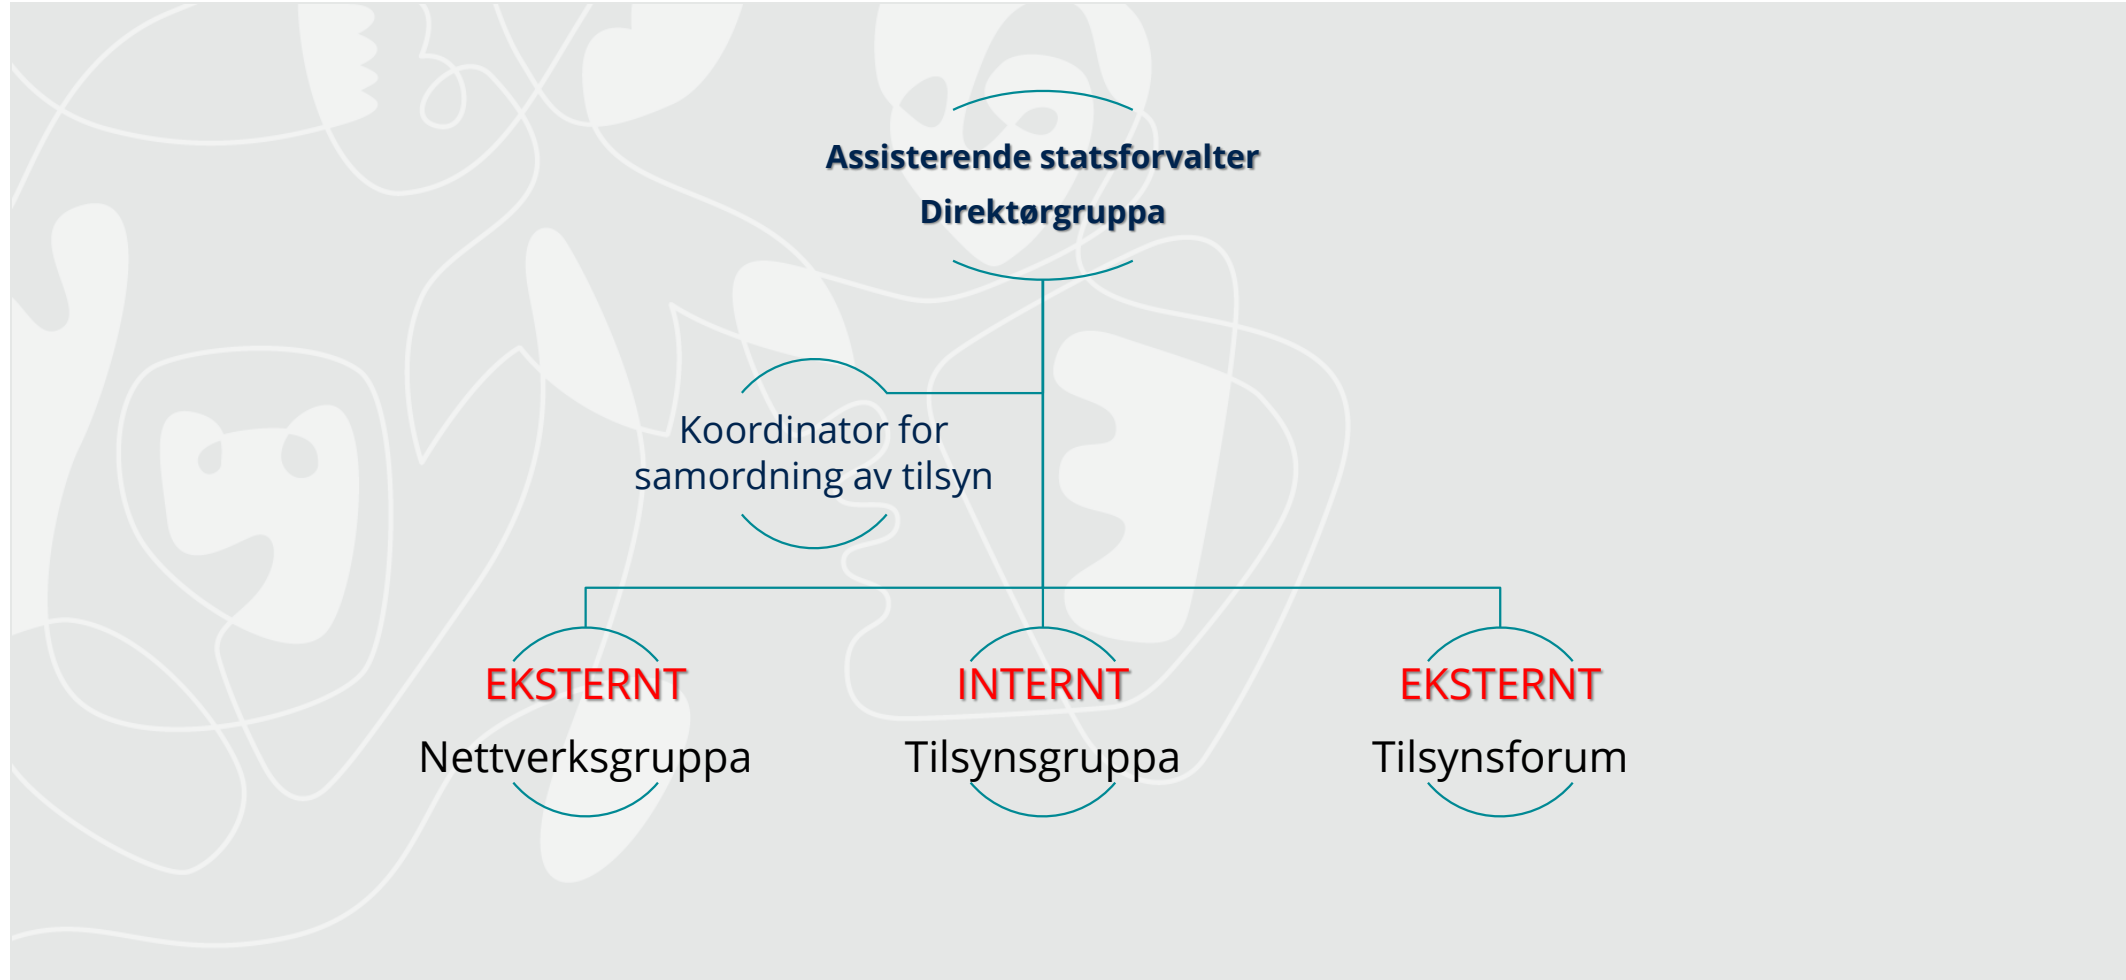 Assisterende statsforvalter
Direktørgruppa
Koordinator for
samordning av tilsyn
EKSTERNT
Nettverksgruppa
INTERNT
Tilsynsgruppa
EKSTERNT
Tilsynsforum